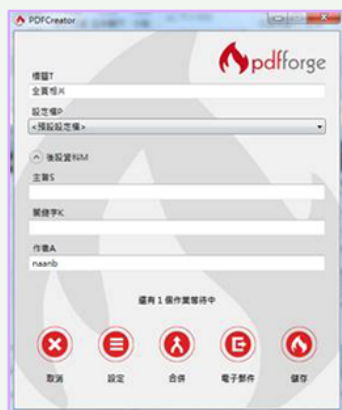 PDFCreator
pdfforge
標題T
全頁相片
設定檔P
<預設設定檔>
後設資料M
主旨S
關鍵字K
作者A
naanb
還有 1 個作業等待中
取消
設定
合併
電子郵件
儲存